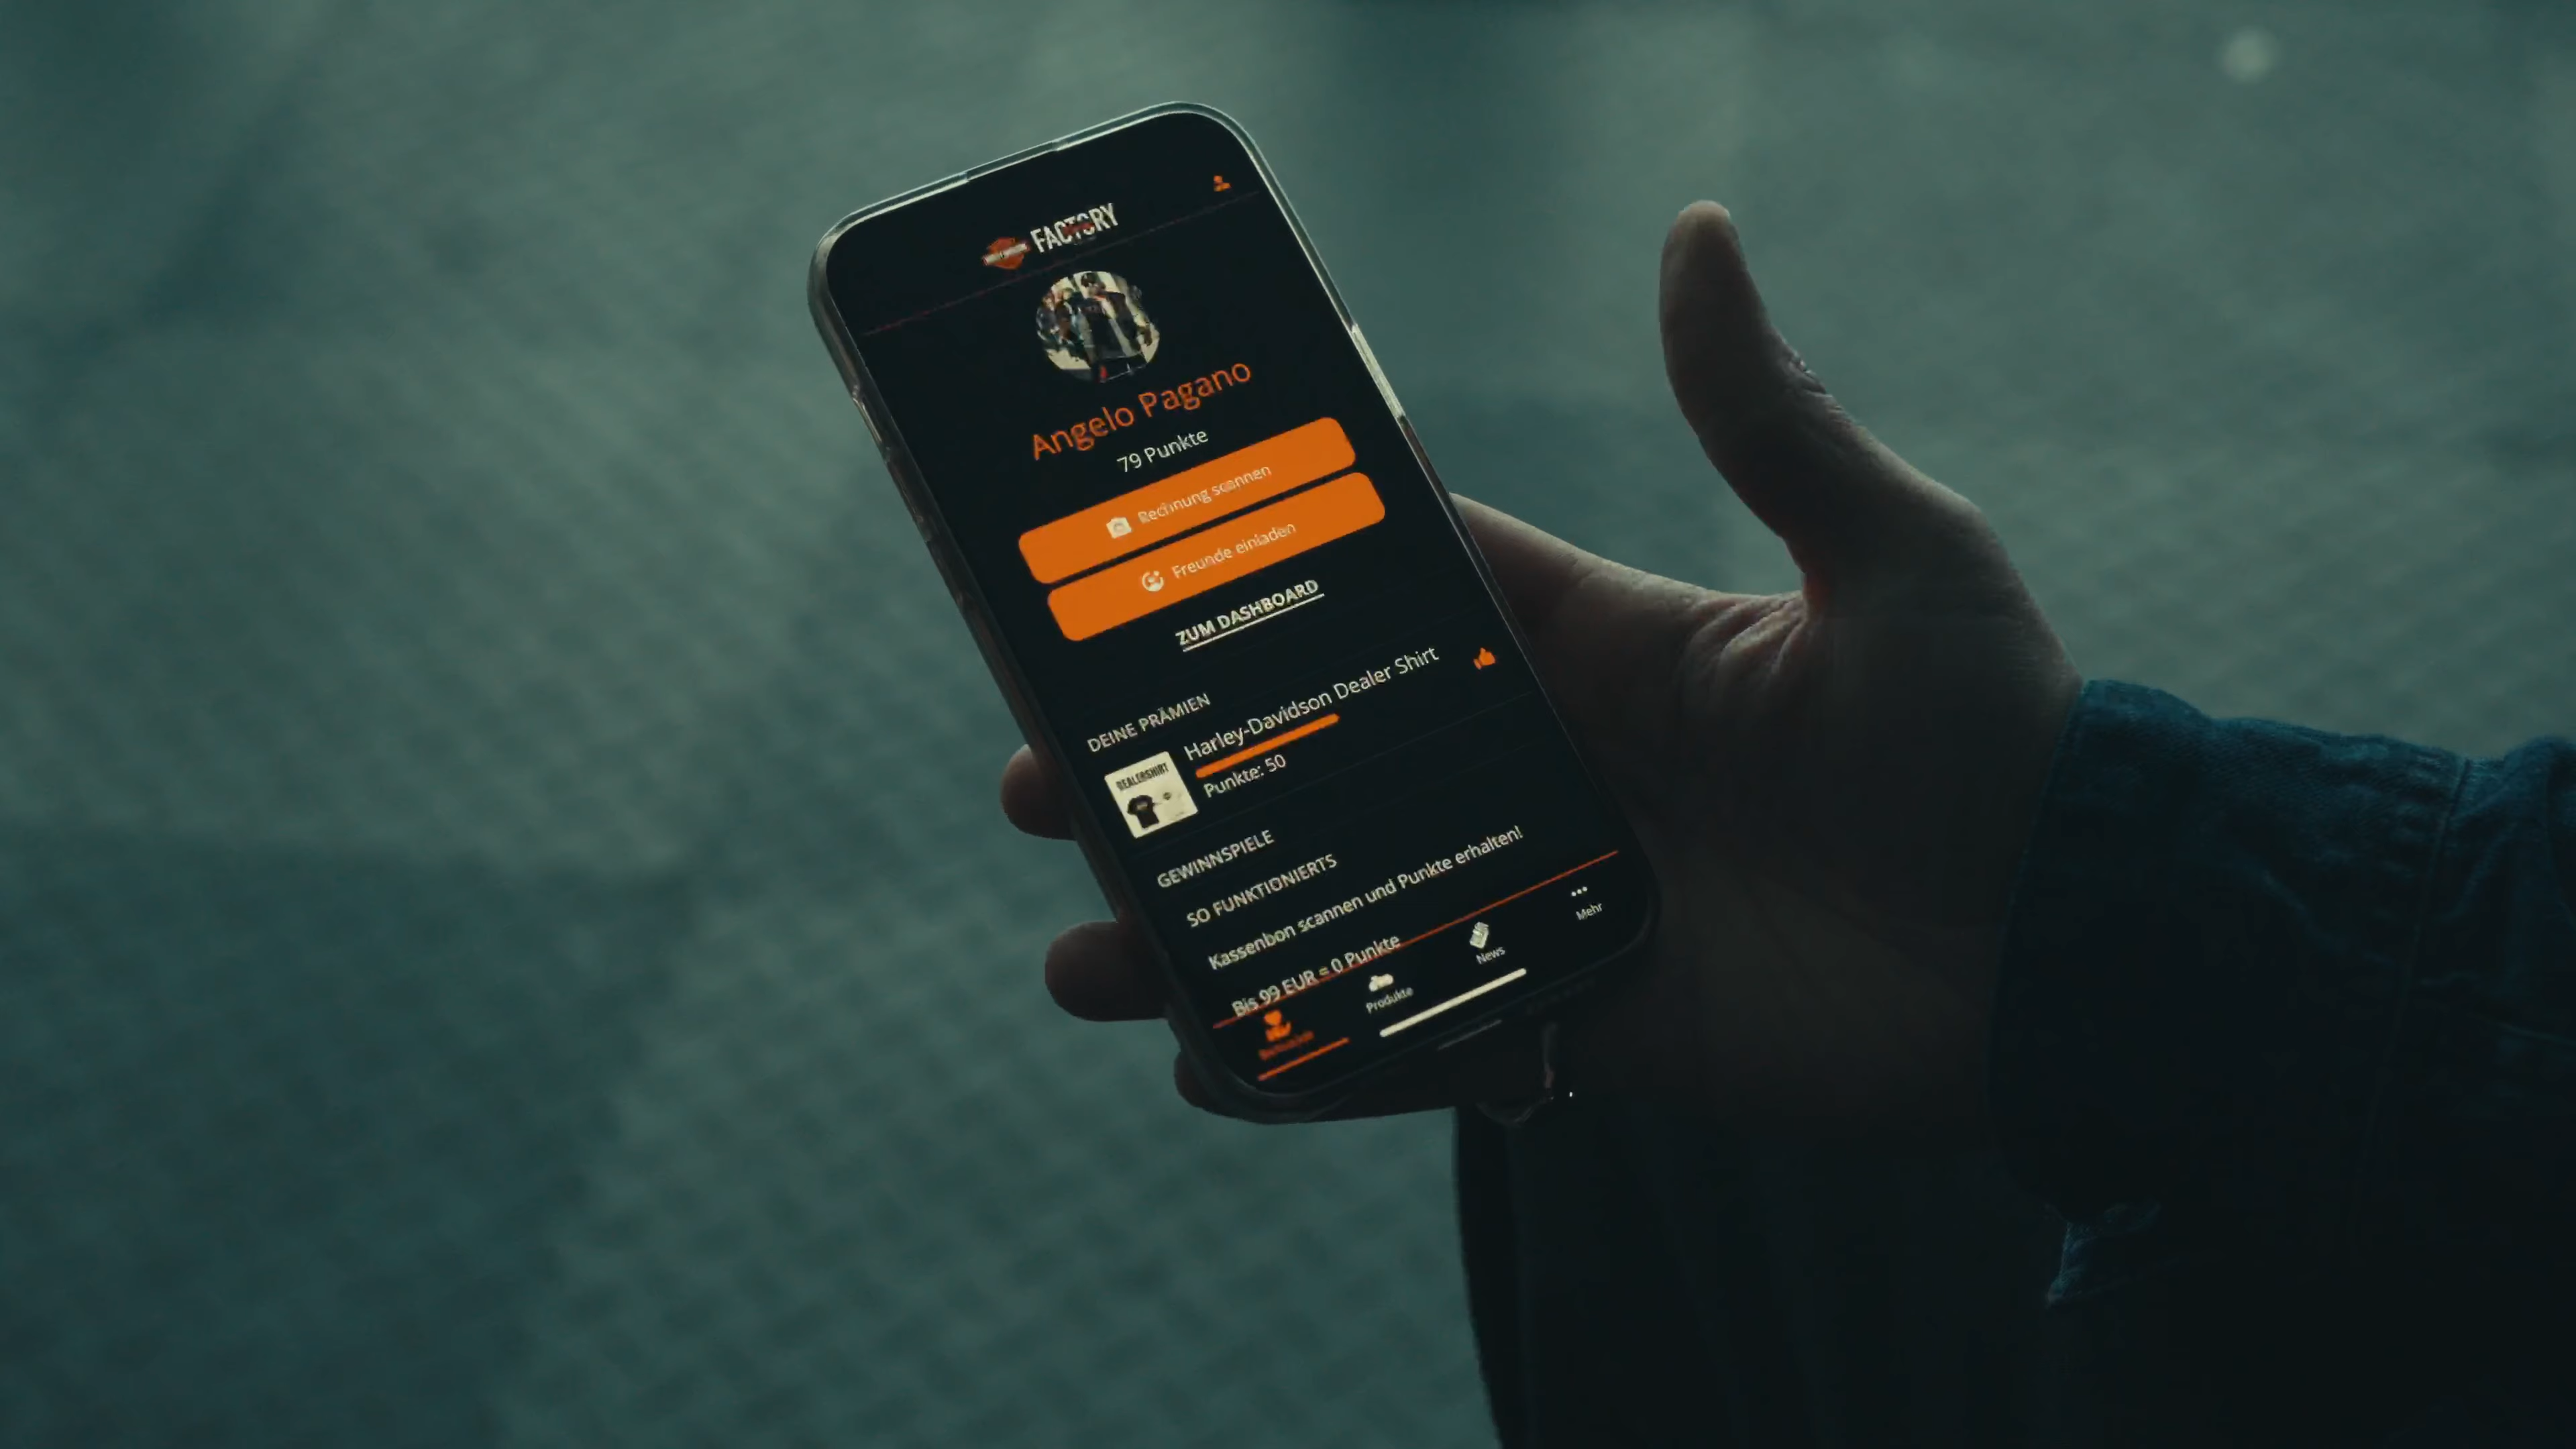 FACTORY
Angelo Pagano
79 Punkte
Rechnung scannen
Freunde einladen
ZUM DASHBOARD
DEINE PRÄMIEN
Harley-Davidson Dealer Shirt
DEALERSHIRT
Punkte: 50
GEWINNSPIELE
SO FUNKTIONIERTS
Kassenbon scannen und Punkte erhalten!
Bis 99 EUR = 0 Punkte
Produkte
News
Mehr